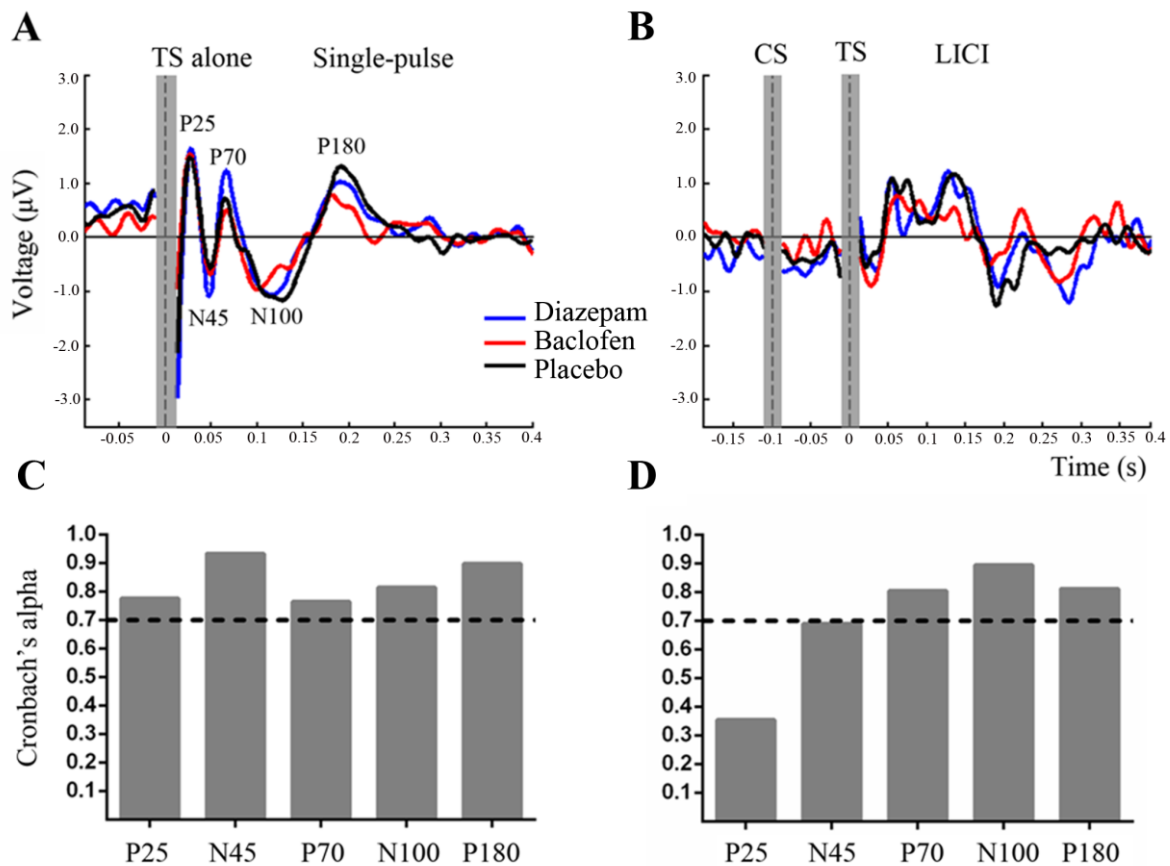 A
TS alone
Single-pulse
3.0
2.0
1.0
0.0
-1.0
-2.0
-3.0
Voltage (µV)
P25
P70
P180
N45
N100
Diazepam
Baclofen
Placebo
-0.05
0
0.05
0.1
0.15
0.2
0.25
0.3
0.35
0.4
B
CS
TS
LICI
3.0
2.0
1.0
0.0
-1.0
-2.0
-3.0
-0.15
-0.1
-0.05
0
0.05
0.1
0.15
0.2
0.25
0.3
0.35
0.4
Time (s)
C
1.0
0.9
0.8
0.7
0.6
0.5
0.4
0.3
0.2
0.1
Cronbach’s alpha
P25
N45
P70
N100
P180
D
1.0
0.9
0.8
0.7
0.6
0.5
0.4
0.3
0.2
0.1
P25
N45
P70
N100
P180